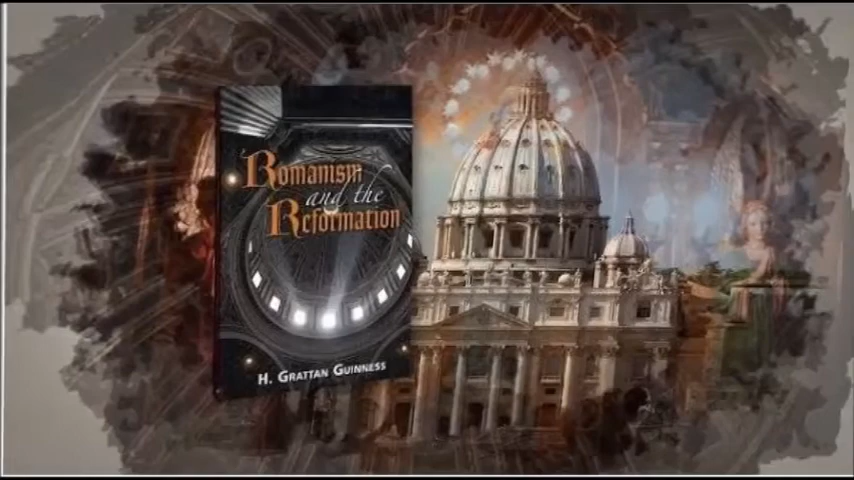 Romanism
and the
Reformation
H. Grattan Guinness